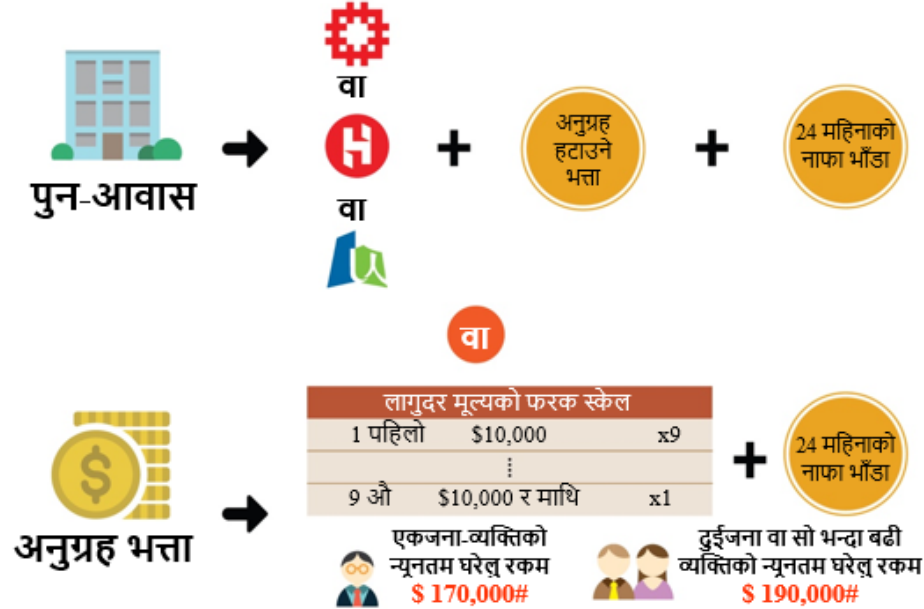 वा
H
वा
पुन-आवास
अनुग्रह
हटाउने
भत्ता
24 महिनाको
नाफा भाँडा
वा
लागुदर मूल्यको फरक स्केल
1 पहिलो $10,000 x9
9 औ $10,000 र माथि x1
24 महिनाको
नाफा भाँडा
$
अनुग्रह भत्ता
एकजना-व्यक्तिको
न्यूनतम घरेलु रकम
$ 170,000#
दुईजना वा सो भन्दा बढी
व्यक्तिको न्यूनतम घरेलु रकम
$ 190,000#